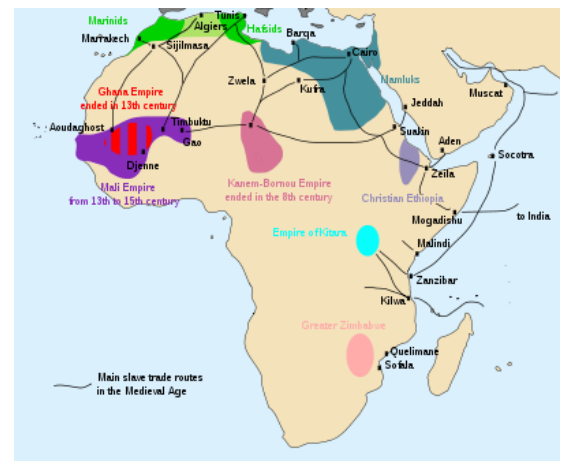 Marinids
Tunis
Algiers
Hafsids
Marrakech
Sijilmasa
Barqa
Cairo
Zwela
Kufra
Mamluks
Muscat
Ghana Empire
ended in 13th century
Jeddah
Aoudaghost
Timbuktu
Gao
Suakin
Aden
Socotra
Djenne
Zeila
Mali Empire
from 13th to 15th century
Kanem-Bornou Empire
ended in the 8th century
Christian Ethiopia
Mogadishu
to India
Empire of Kitara
Malindi
Zanzibar
Kilwa
Greater Zimbabue
Quelimane
Sofala
Main slave trade routes
in the Medieval Age